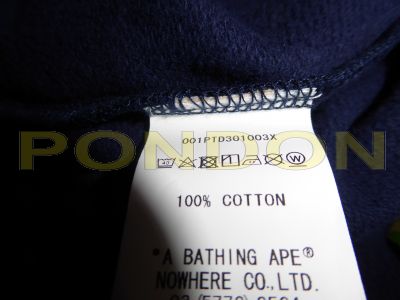 001PTD301003X
PONDON
100% COTTON
"A BATHING APE®
NOWHERE CO.,LTD.